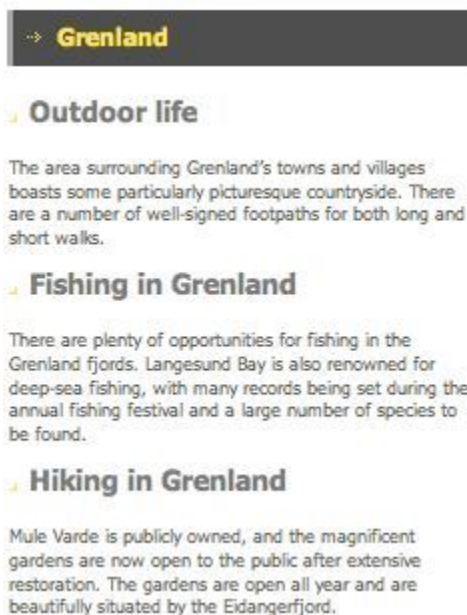 Grenland
Outdoor life
The area surrounding Grenland's towns and villages
boasts some particularly picturesque countryside. There
are a number of well-signed footpaths for both long and
short walks.
Fishing in Grenland
There are plenty of opportunities for fishing in the
Grenland fjords. Langesund Bay is also renowned for
deep-sea fishing, with many records being set during the
annual fishing festival and a large number of species to
be found.
Hiking in Grenland
Mule Varde is publicly owned, and the magnificent
gardens are now open to the public after extensive
restoration. The gardens are open all year and are
beautifully situated by the Eidangerfjord.